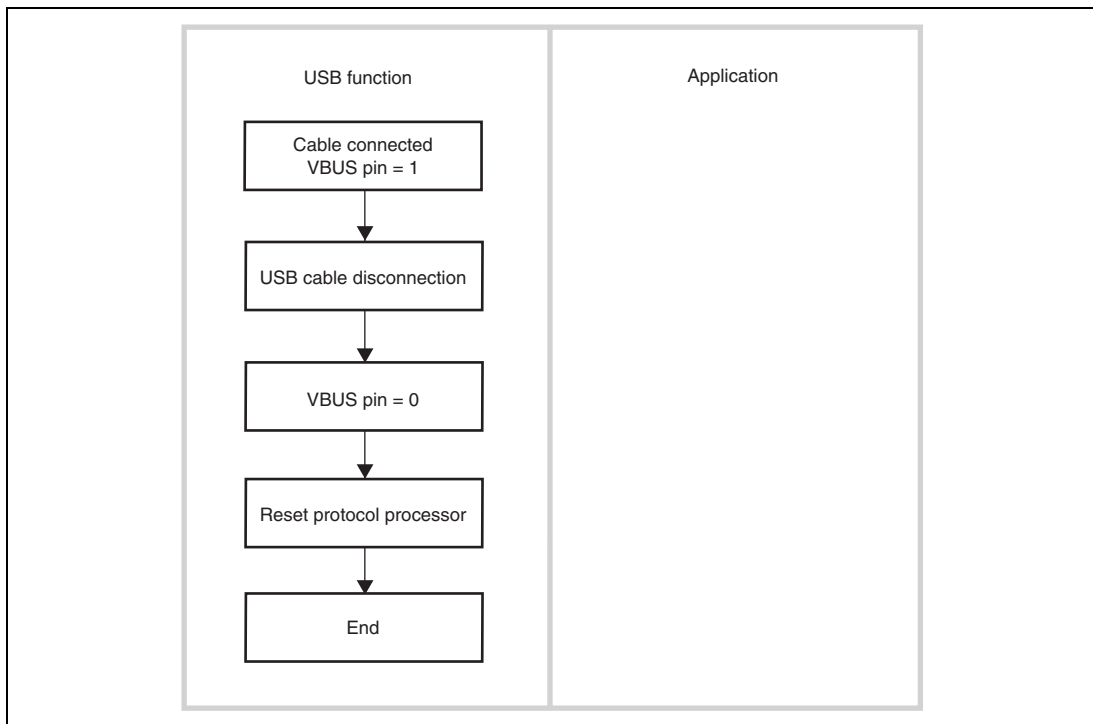 USB function
Application
Cable connected
VBUS pin = 1
USB cable disconnection
VBUS pin = 0
Reset protocol processor
End